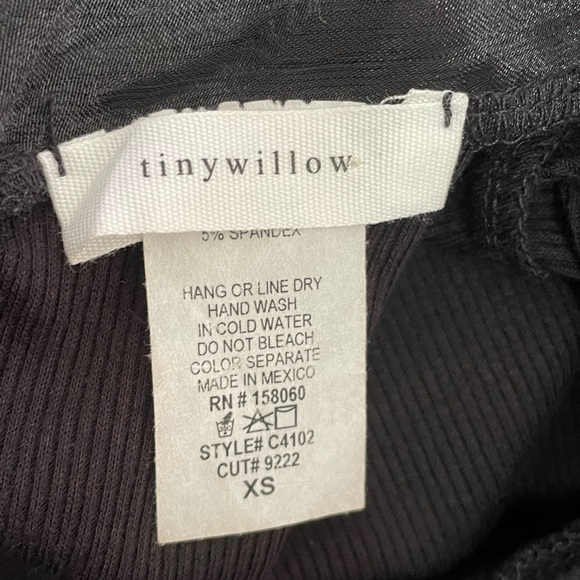 tinywillow
5% SPANDEX
HANG OR LINE DRY
HAND WASH
IN COLD WATER
DO NOT BLEACH
COLOR SEPARATE
MADE IN MEXICO
RN # 158060
STYLE# C4102
CUT# 9222
XS